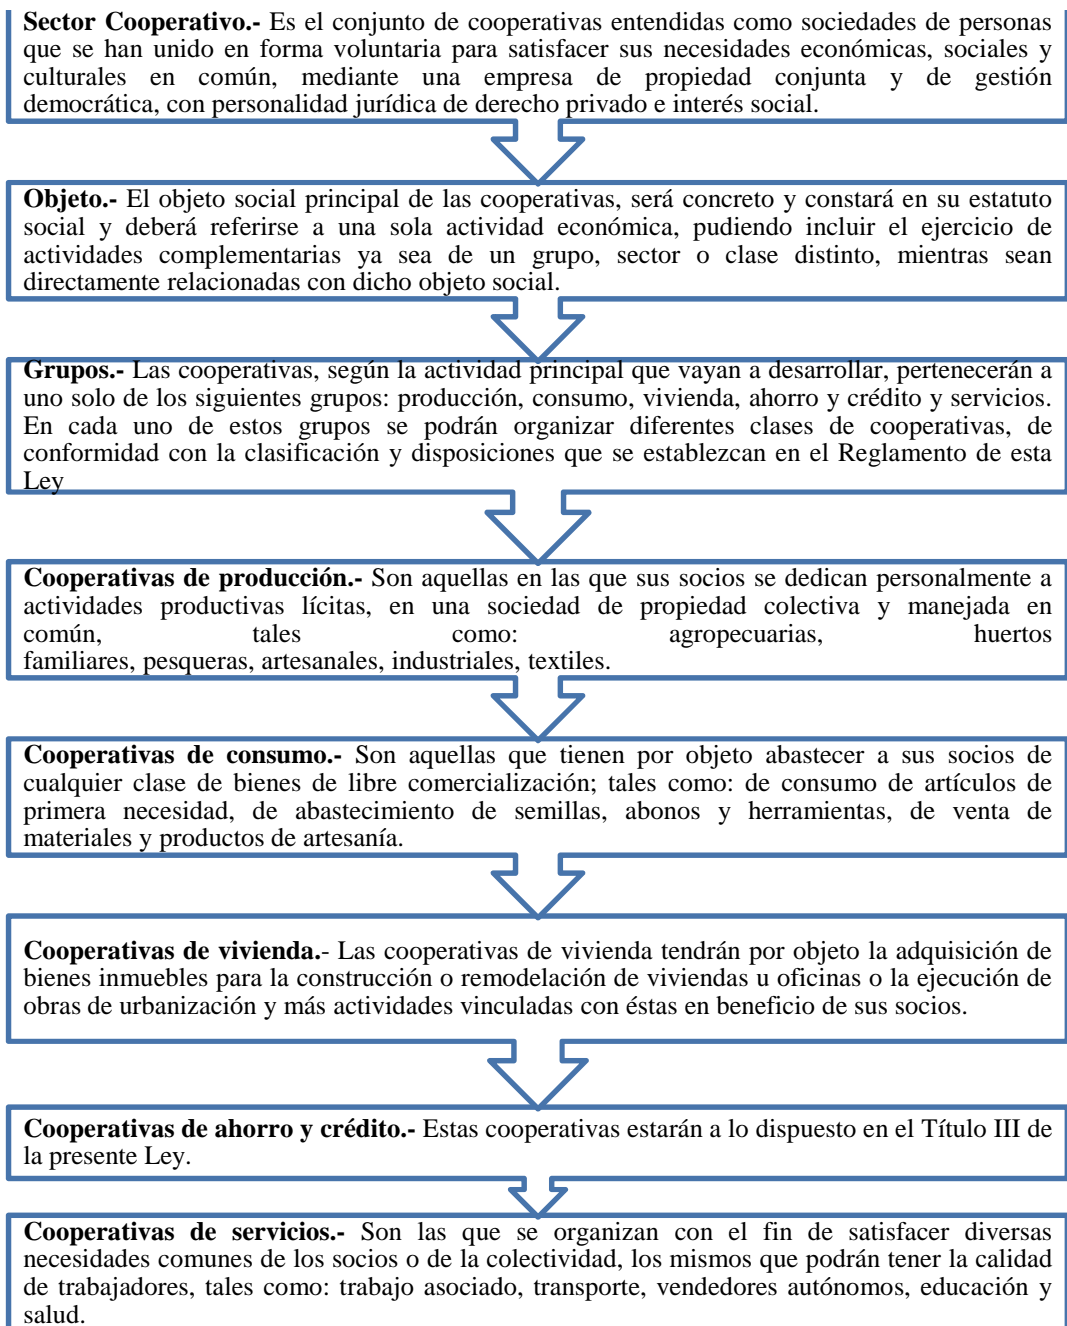 Sector Cooperativo.- Es el conjunto de cooperativas entendidas como sociedades de personas
que se han unido en forma voluntaria para satisfacer sus necesidades económicas, sociales y
culturales en común, mediante una empresa de propiedad conjunta y de gestión
democrática, con personalidad jurídica de derecho privado e interés social.
Objeto.- El objeto social principal de las cooperativas, será concreto y constará en su estatuto
social y deberá referirse a una sola actividad económica, pudiendo incluir el ejercicio de
actividades complementarias ya sea de un grupo, sector o clase distinto, mientras sean
directamente relacionadas con dicho objeto social.
Grupos.- Las cooperativas, según la actividad principal que vayan a desarrollar, pertenecerán a
uno solo de los siguientes grupos: producción, consumo, vivienda, ahorro y crédito y servicios.
En cada uno de estos grupos se podrán organizar diferentes clases de cooperativas, de
conformidad con la clasificación y disposiciones que se establezcan en el Reglamento de esta
Ley
Cooperativas de producción.- Son aquellas en las que sus socios se dedican personalmente a
actividades productivas lícitas, en una sociedad de propiedad colectiva y manejada en
común, tales como: agropecuarias, huertos
familiares, pesqueras, artesanales, industriales, textiles.
Cooperativas de consumo.- Son aquellas que tienen por objeto abastecer a sus socios de
cualquier clase de bienes de libre comercialización; tales como: de consumo de artículos de
primera necesidad, de abastecimiento de semillas, abonos y herramientas, de venta de
materiales y productos de artesanía.
Cooperativas de vivienda.- Las cooperativas de vivienda tendrán por objeto la adquisición de
bienes inmuebles para la construcción o remodelación de viviendas u oficinas o la ejecución de
obras de urbanización y más actividades vinculadas con éstas en beneficio de sus socios.
Cooperativas de ahorro y crédito.- Estas cooperativas estarán a lo dispuesto en el Título III de
la presente Ley.
Cooperativas de servicios.- Son las que se organizan con el fin de satisfacer diversas
necesidades comunes de los socios o de la colectividad, los mismos que podrán tener la calidad
de trabajadores, tales como: trabajo asociado, transporte, vendedores autónomos, educación y
salud.